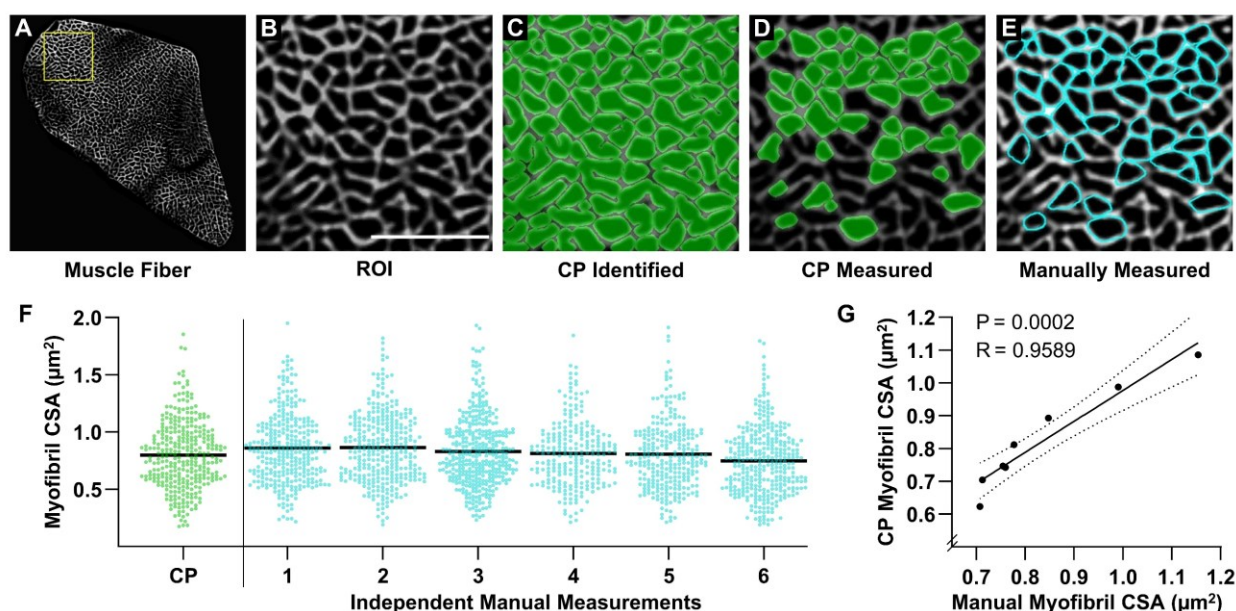 A
B
C
D
E
Muscle Fiber
ROI
CP Identified
CP Measured
Manually Measured
F
Myofibril CSA (µm²)
2.0
1.5
1.0
0.5
CP
1
2
3
4
5
6
Independent Manual Measurements
G
P = 0.0002
R = 0.9589
CP Myofibril CSA (µm²)
1.2
1.1
1.0
0.9
0.8
0.7
0.6
0.7
0.8
0.9
1.0
1.1
1.2
Manual Myofibril CSA (µm²)